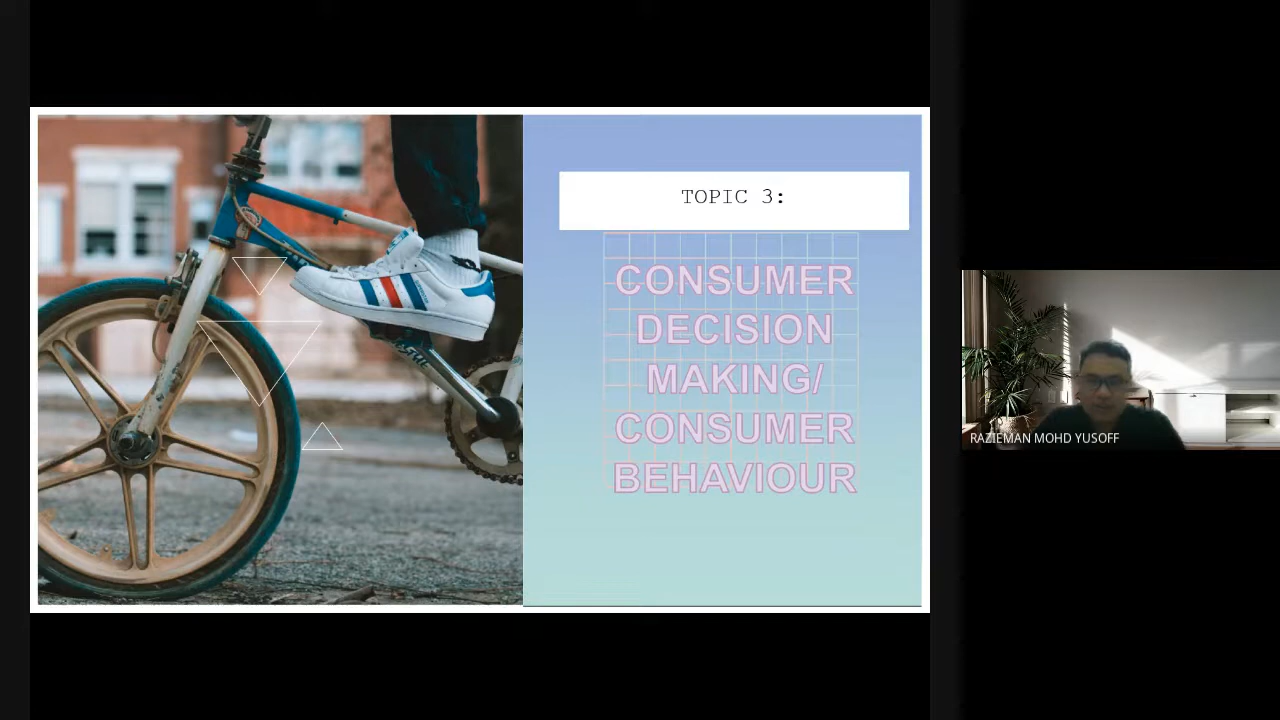 TOPIC 3:
CONSUMER
DECISION
MAKING/
CONSUMER
BEHAVIOUR
RAZIEMAN MOHD YUSOFF